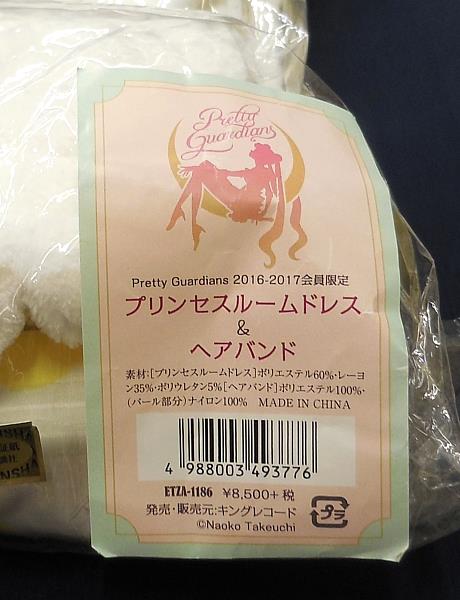 Pretty
Guardians
Pretty Guardians 2016-2017会員限定
プリンセスルームドレス
&
ヘアバンド
素材:[プリンセスルームドレス]ポリエステル60%・レーヨ
ン35%・ポリウレタン5%[ヘアバンド]ポリエステル100%・
(パール部分)ナイロン100% MADE IN CHINA
4 988003 493776
ETZA-1186 ¥8,500+税
発売・販売元:キングレコード
©Naoko Takeuchi
プラ
NSHA
証紙
NSH